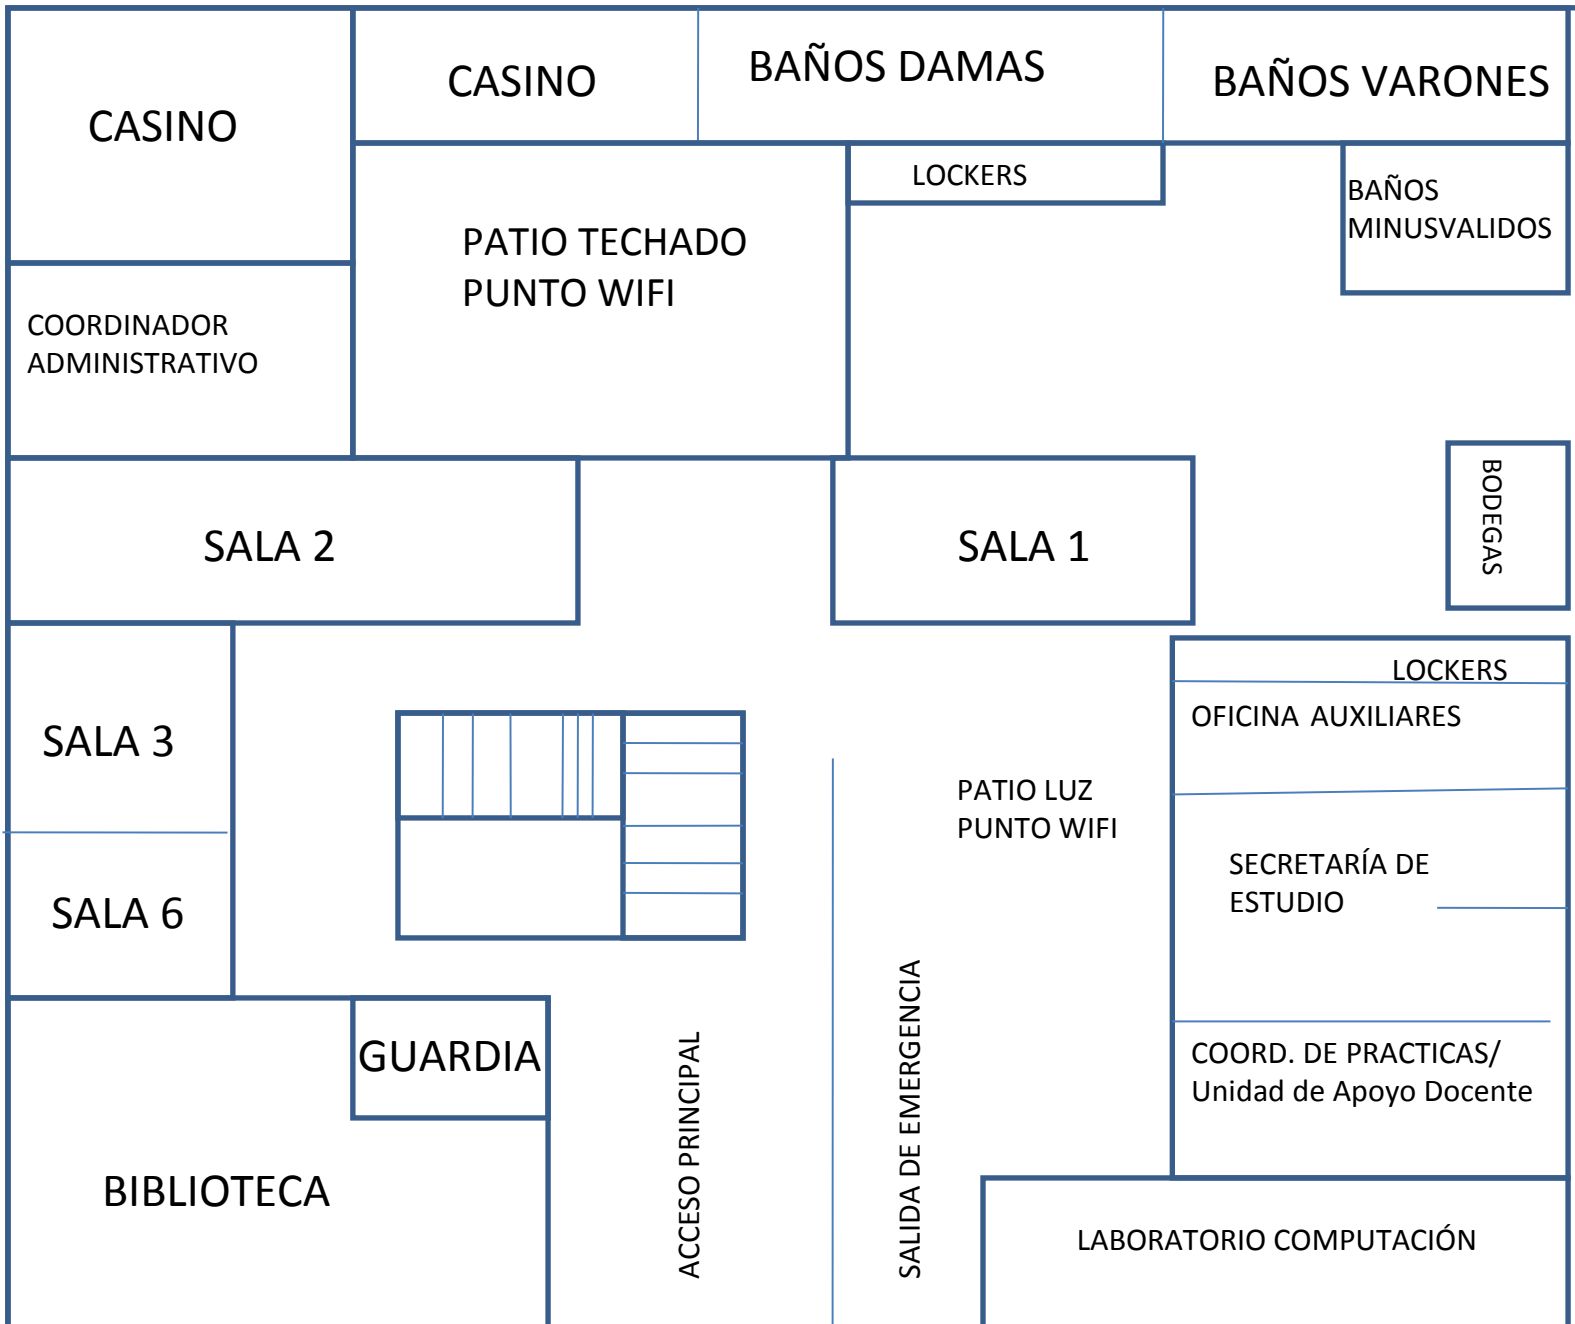 CASINO
CASINO
BAÑOS DAMAS
BAÑOS VARONES
LOCKERS
BAÑOS
MINUSVALIDOS
PATIO TECHADO
PUNTO WIFI
COORDINADOR
ADMINISTRATIVO
SALA 2
SALA 1
BODEGAS
LOCKERS
OFICINA AUXILIARES
SALA 3
PATIO LUZ
PUNTO WIFI
SECRETARÍA DE
ESTUDIO
SALA 6
GUARDIA
ACCESO PRINCIPAL
SALIDA DE EMERGENCIA
COORD. DE PRACTICAS/
Unidad de Apoyo Docente
BIBLIOTECA
LABORATORIO COMPUTACIÓN